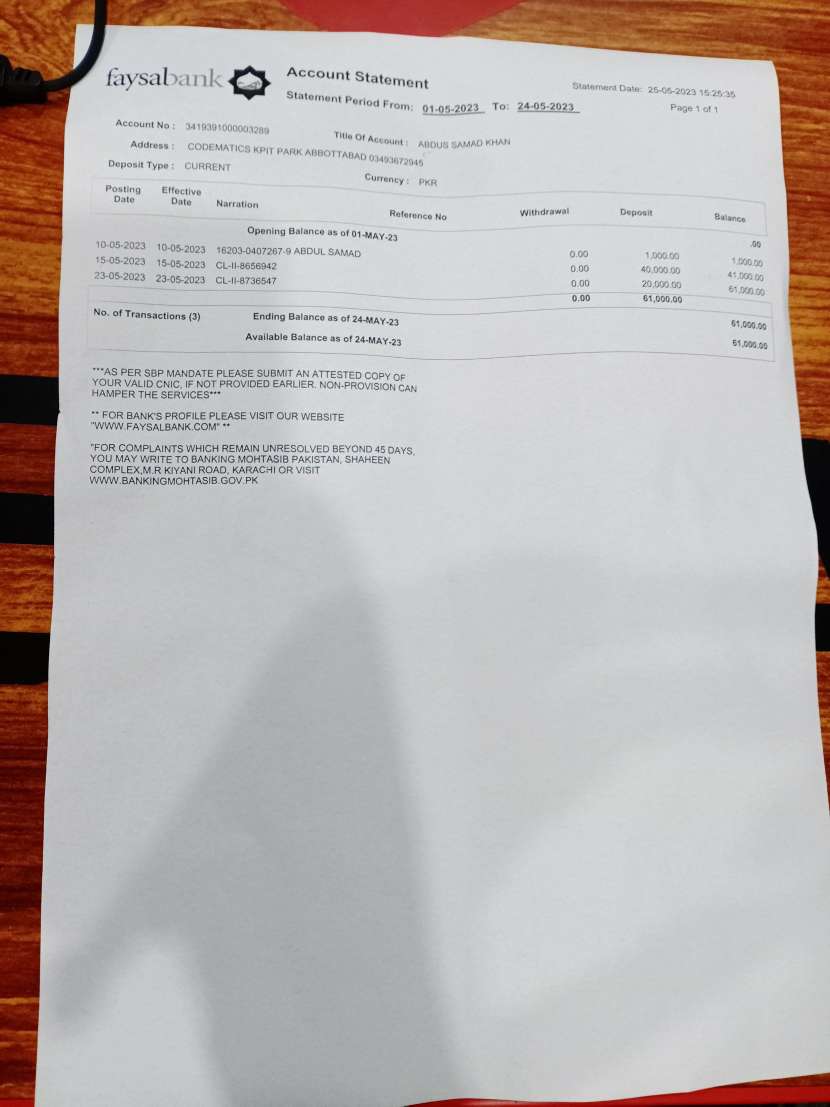 faysabank Account Statement
Statement Date: 25-05-2023 15:25:35
Statement Period From: 01-05-2023 To: 24-05-2023
Page 1 of 1
Account No : 3419391000003289
Title Of Account : ABDUS SAMAD KHAN
Address : CODEMATICS KPIT PARK ABBOTTABAD 03493672945
Deposit Type : CURRENT
Currency : PKR
Posting Date Effective Date Narration Reference No Withdrawal Deposit Balance
Opening Balance as of 01-MAY-23 .00
10-05-2023 10-05-2023 16203-0407267-9 ABDUL SAMAD 0.00 1,000.00 1,000.00
15-05-2023 15-05-2023 CL-II-8656942 0.00 40,000.00 41,000.00
23-05-2023 23-05-2023 CL-II-8736547 0.00 20,000.00 61,000.00
0.00 61,000.00
No. of Transactions (3) Ending Balance as of 24-MAY-23 61,000.00
Available Balance as of 24-MAY-23 61,000.00
***AS PER SBP MANDATE PLEASE SUBMIT AN ATTESTED COPY OF
YOUR VALID CNIC, IF NOT PROVIDED EARLIER. NON-PROVISION CAN
HAMPER THE SERVICES***
** FOR BANK'S PROFILE PLEASE VISIT OUR WEBSITE
"WWW.FAYSALBANK.COM" **
"FOR COMPLAINTS WHICH REMAIN UNRESOLVED BEYOND 45 DAYS,
YOU MAY WRITE TO BANKING MOHTASIB PAKISTAN, SHAHEEN
COMPLEX,M.R KIYANI ROAD, KARACHI OR VISIT
WWW.BANKINGMOHTASIB.GOV.PK